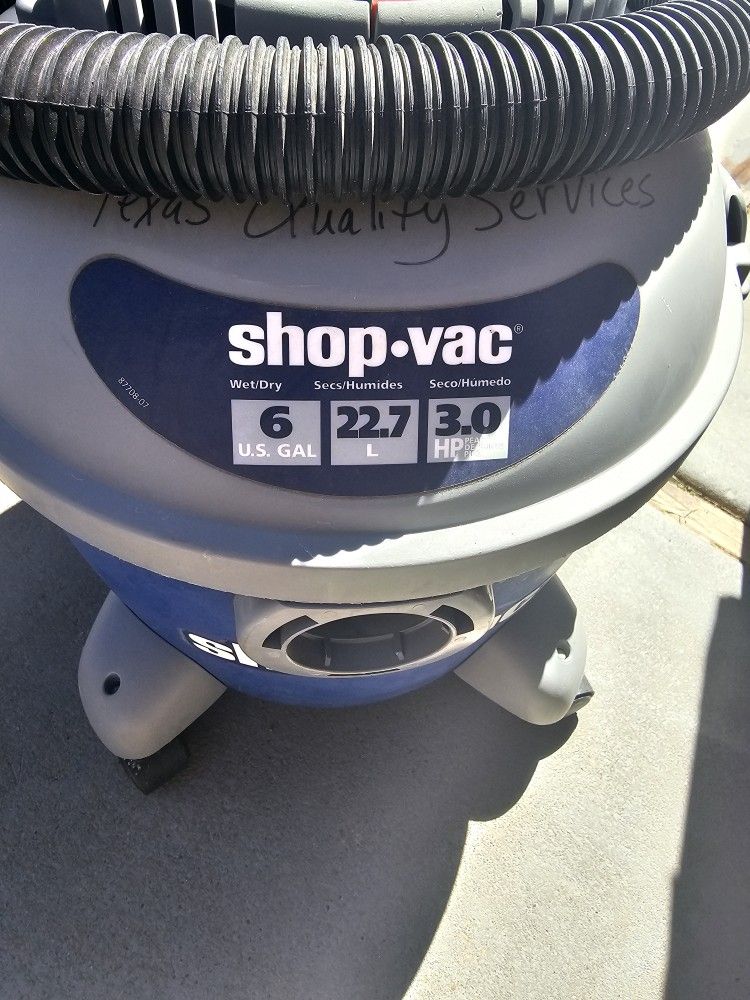 Texas Quality Services
shop·vac®
Wet/Dry Secs/Humides Seco/Húmedo
6 22.7 3.0
U.S. GAL L HP
87708-07